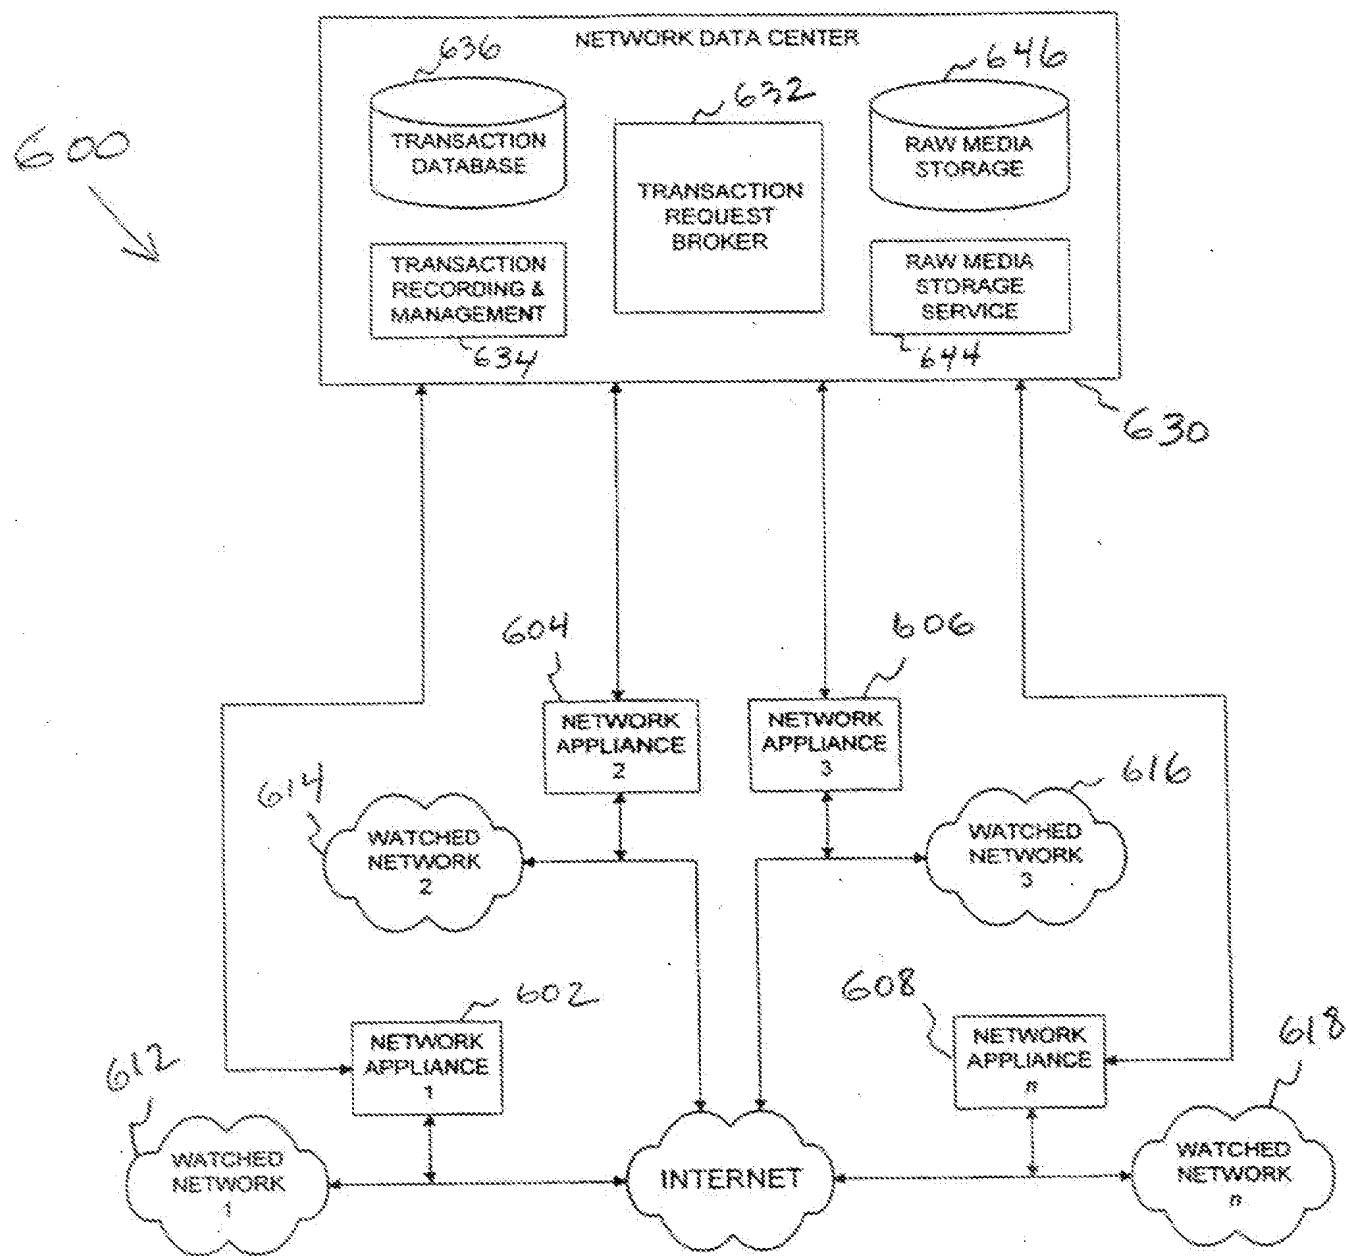 NETWORK DATA CENTER
636
646
632
600
TRANSACTION
DATABASE
RAW MEDIA
STORAGE
TRANSACTION
REQUEST
BROKER
TRANSACTION
RECORDING &
MANAGEMENT
RAW MEDIA
STORAGE
SERVICE
634
644
630
604
606
NETWORK
APPLIANCE
2
NETWORK
APPLIANCE
3
614
616
WATCHED
NETWORK
2
WATCHED
NETWORK
3
602
608
612
618
NETWORK
APPLIANCE
1
NETWORK
APPLIANCE
n
WATCHED
NETWORK
1
INTERNET
WATCHED
NETWORK
n